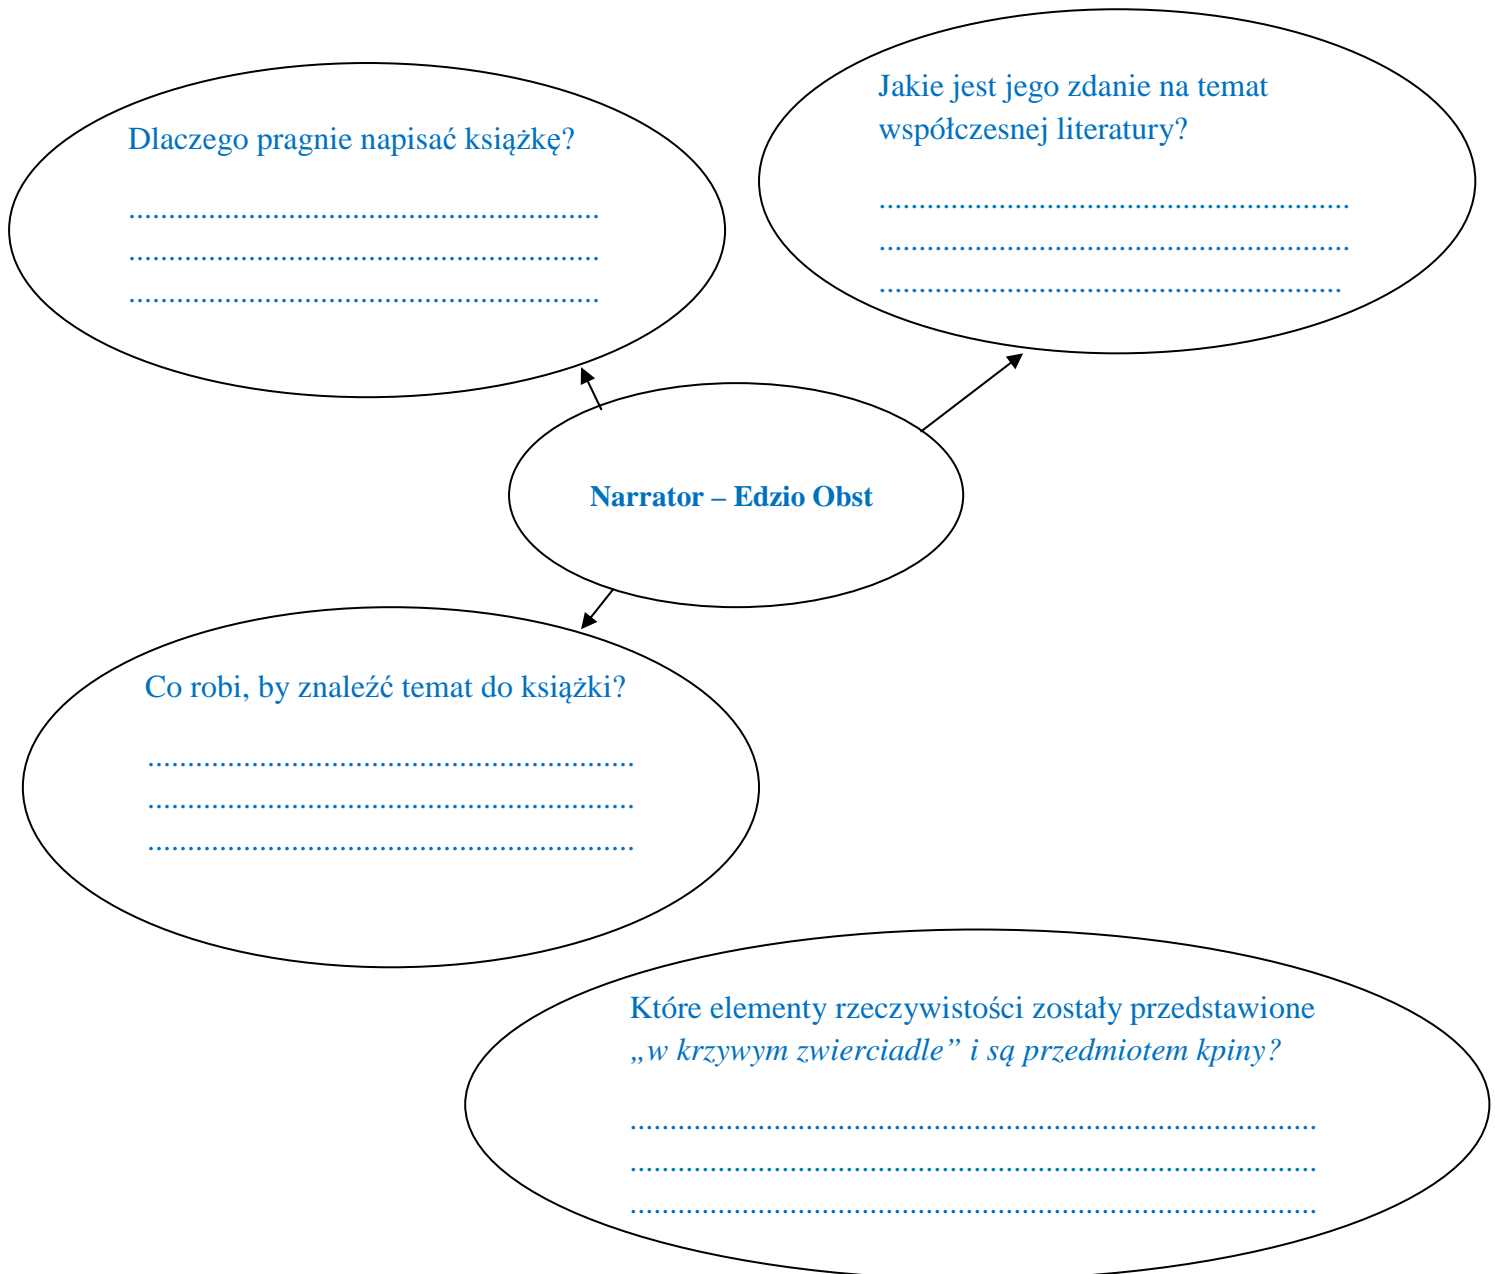 Dlaczego pragnie napisać książkę?
...........................................................
...........................................................
...........................................................
Jakie jest jego zdanie na temat
współczesnej literatury?
...........................................................
...........................................................
..........................................................
Narrator – Edzio Obst
Co robi, by znaleźć temat do książki?
.............................................................
.............................................................
.............................................................
Które elementy rzeczywistości zostały przedstawione
„w krzywym zwierciadle” i są przedmiotem kpiny?
......................................................................................
......................................................................................
......................................................................................